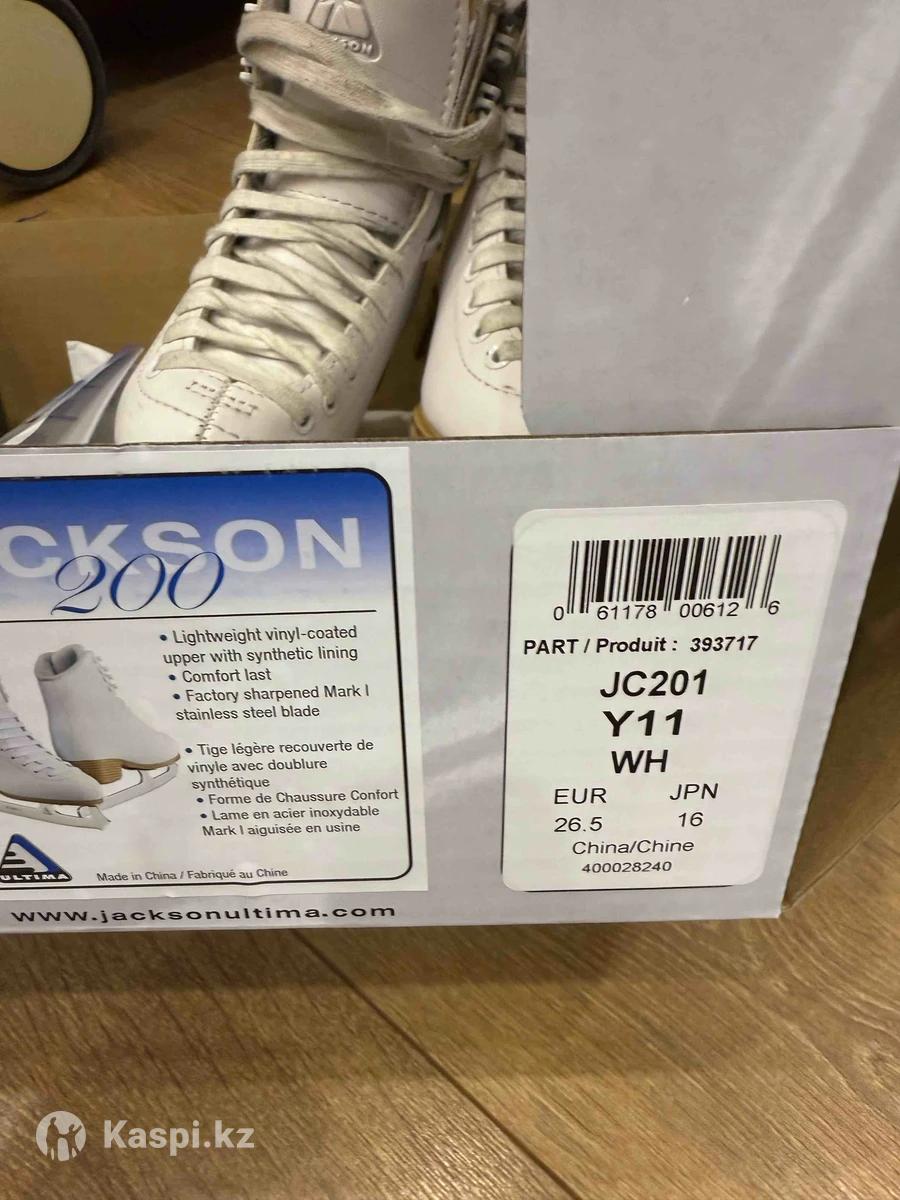 CKSON
200
• Lightweight vinyl-coated
upper with synthetic lining
• Comfort last
• Factory sharpened Mark I
stainless steel blade
• Tige légère recouverte de
vinyle avec doublure
synthétique
• Forme de Chaussure Confort
• Lame en acier inoxydable
Mark I aiguisée en usine
ULTIMA
Made in China / Fabriqué au Chine
www.jacksonultima.com
0 61178 00612 6
PART / Produit : 393717
JC201
Y11
WH
EUR JPN
26.5 16
China/Chine
400028240
Kaspi.kz